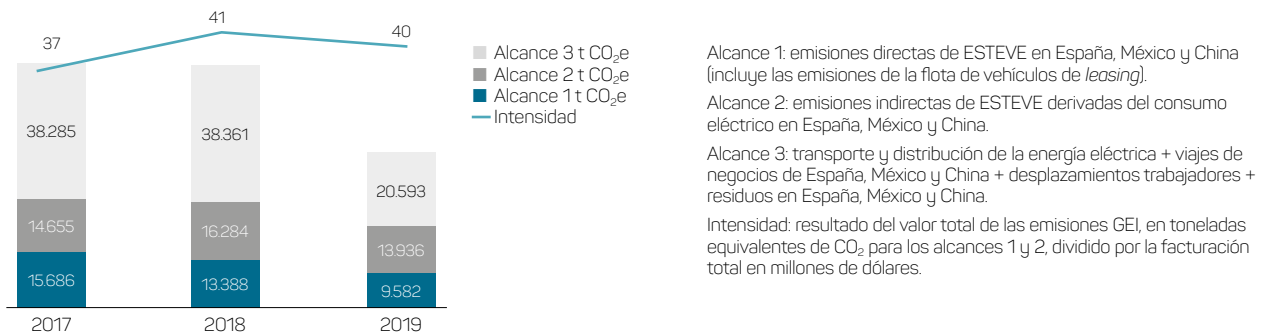 41
37
40
38.285
38.361
20.593
14.655
16.284
13.936
15.686
13.388
9.582
2017
2018
2019
Alcance 3 t CO₂e
Alcance 2 t CO₂e
Alcance 1 t CO₂e
Intensidad
Alcance 1: emisiones directas de ESTEVE en España, México y China
(incluye las emisiones de la flota de vehículos de leasing).
Alcance 2: emisiones indirectas de ESTEVE derivadas del consumo
eléctrico en España, México y China.
Alcance 3: transporte y distribución de la energía eléctrica + viajes de
negocios de España, México y China + desplazamientos trabajadores +
residuos en España, México y China.
Intensidad: resultado del valor total de las emisiones GEI, en toneladas
equivalentes de CO₂ para los alcances 1 y 2, dividido por la facturación
total en millones de dólares.